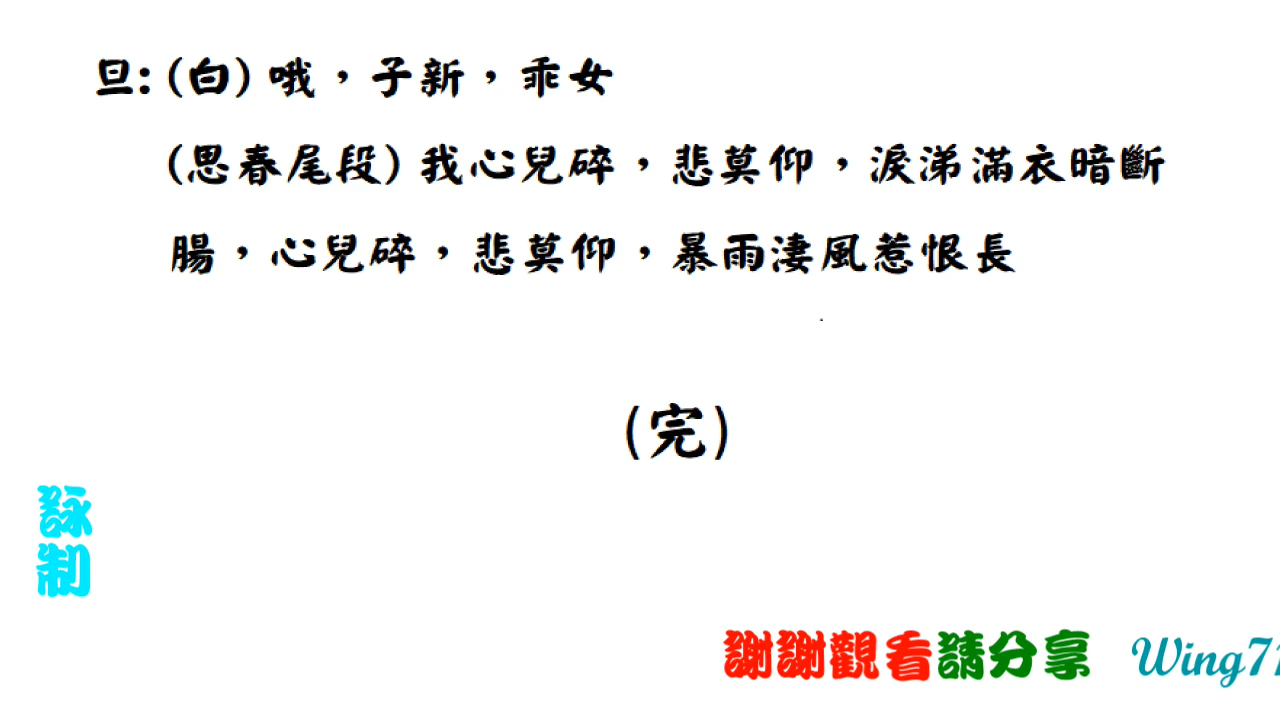 旦: (白) 哦，子新，乖女
(思春尾段) 我心兒碎，悲莫仰，淚涕滿衣暗斷
腸，心兒碎，悲莫仰，暴雨淒風惹恨長
(完)
詠
制
謝謝觀看請分享 Wing71